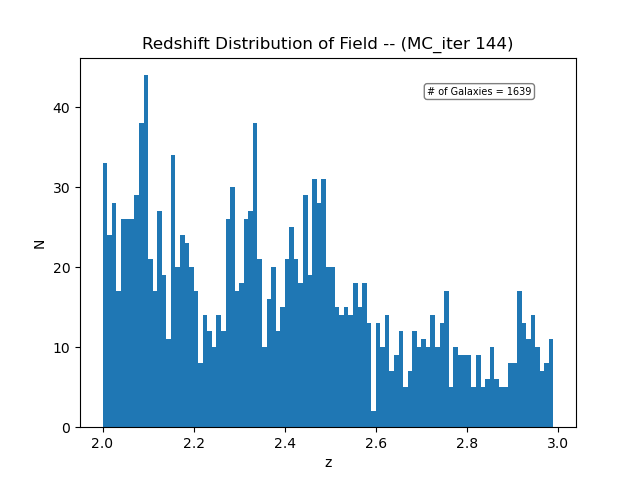 Redshift Distribution of Field -- (MC_iter 144)
# of Galaxies = 1639
N
40
30
20
10
0
2.0 2.2 2.4 2.6 2.8 3.0
z